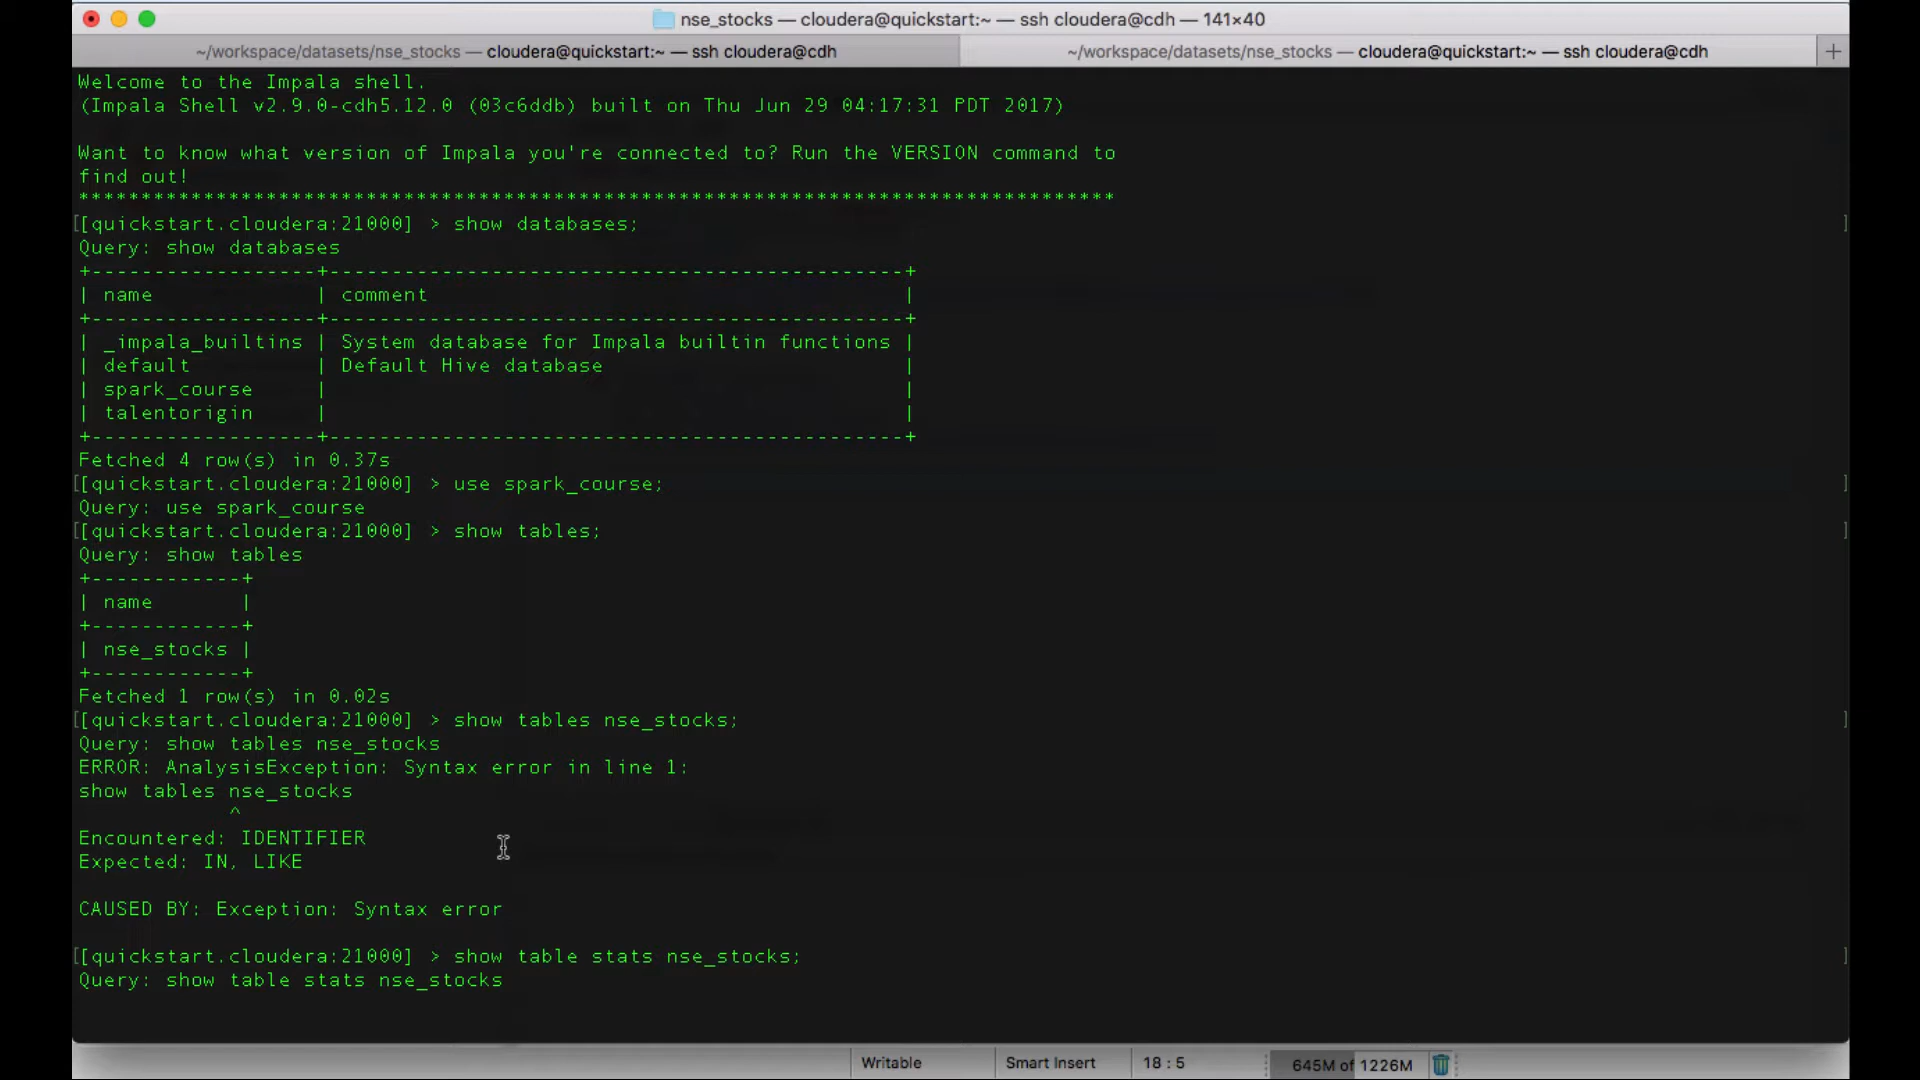 nse_stocks — cloudera@quickstart:~ — ssh cloudera@cdh — 141×40
~/workspace/datasets/nse_stocks — cloudera@quickstart:~ — ssh cloudera@cdh
~/workspace/datasets/nse_stocks — cloudera@quickstart:~ — ssh cloudera@cdh +
Welcome to the Impala shell.
(Impala Shell v2.9.0-cdh5.12.0 (03c6ddb) built on Thu Jun 29 04:17:31 PDT 2017)
Want to know what version of Impala you're connected to? Run the VERSION command to
find out!
***********************************************************************************
[[quickstart.cloudera:21000] > show databases; ]
Query: show databases
+------------------+----------------------------------------------+
| name             | comment                                      |
+------------------+----------------------------------------------+
| _impala_builtins | System database for Impala builtin functions |
| default          | Default Hive database                        |
| spark_course     |                                              |
| talentorigin     |                                              |
+------------------+----------------------------------------------+
Fetched 4 row(s) in 0.37s
[[quickstart.cloudera:21000] > use spark_course; ]
Query: use spark_course
[[quickstart.cloudera:21000] > show tables; ]
Query: show tables
+------------+
| name       |
+------------+
| nse_stocks |
+------------+
Fetched 1 row(s) in 0.02s
[[quickstart.cloudera:21000] > show tables nse_stocks; ]
Query: show tables nse_stocks
ERROR: AnalysisException: Syntax error in line 1:
show tables nse_stocks
            ^
Encountered: IDENTIFIER
Expected: IN, LIKE
CAUSED BY: Exception: Syntax error
[[quickstart.cloudera:21000] > show table stats nse_stocks; ]
Query: show table stats nse_stocks
Writable Smart Insert 18 : 5 645M of 1226M